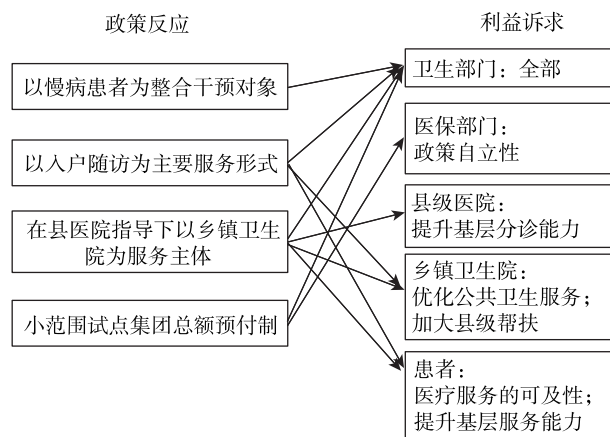 政策反应
以慢病患者为整合干预对象
以入户随访为主要服务形式
在县医院指导下以乡镇卫生
院为服务主体
小范围试点集团总额预付制
利益诉求
卫生部门：全部
医保部门：
政策自立性
县级医院：
提升基层分诊能力
乡镇卫生院：
优化公共卫生服务；
加大县级帮扶
患者：
医疗服务的可及性；
提升基层服务能力